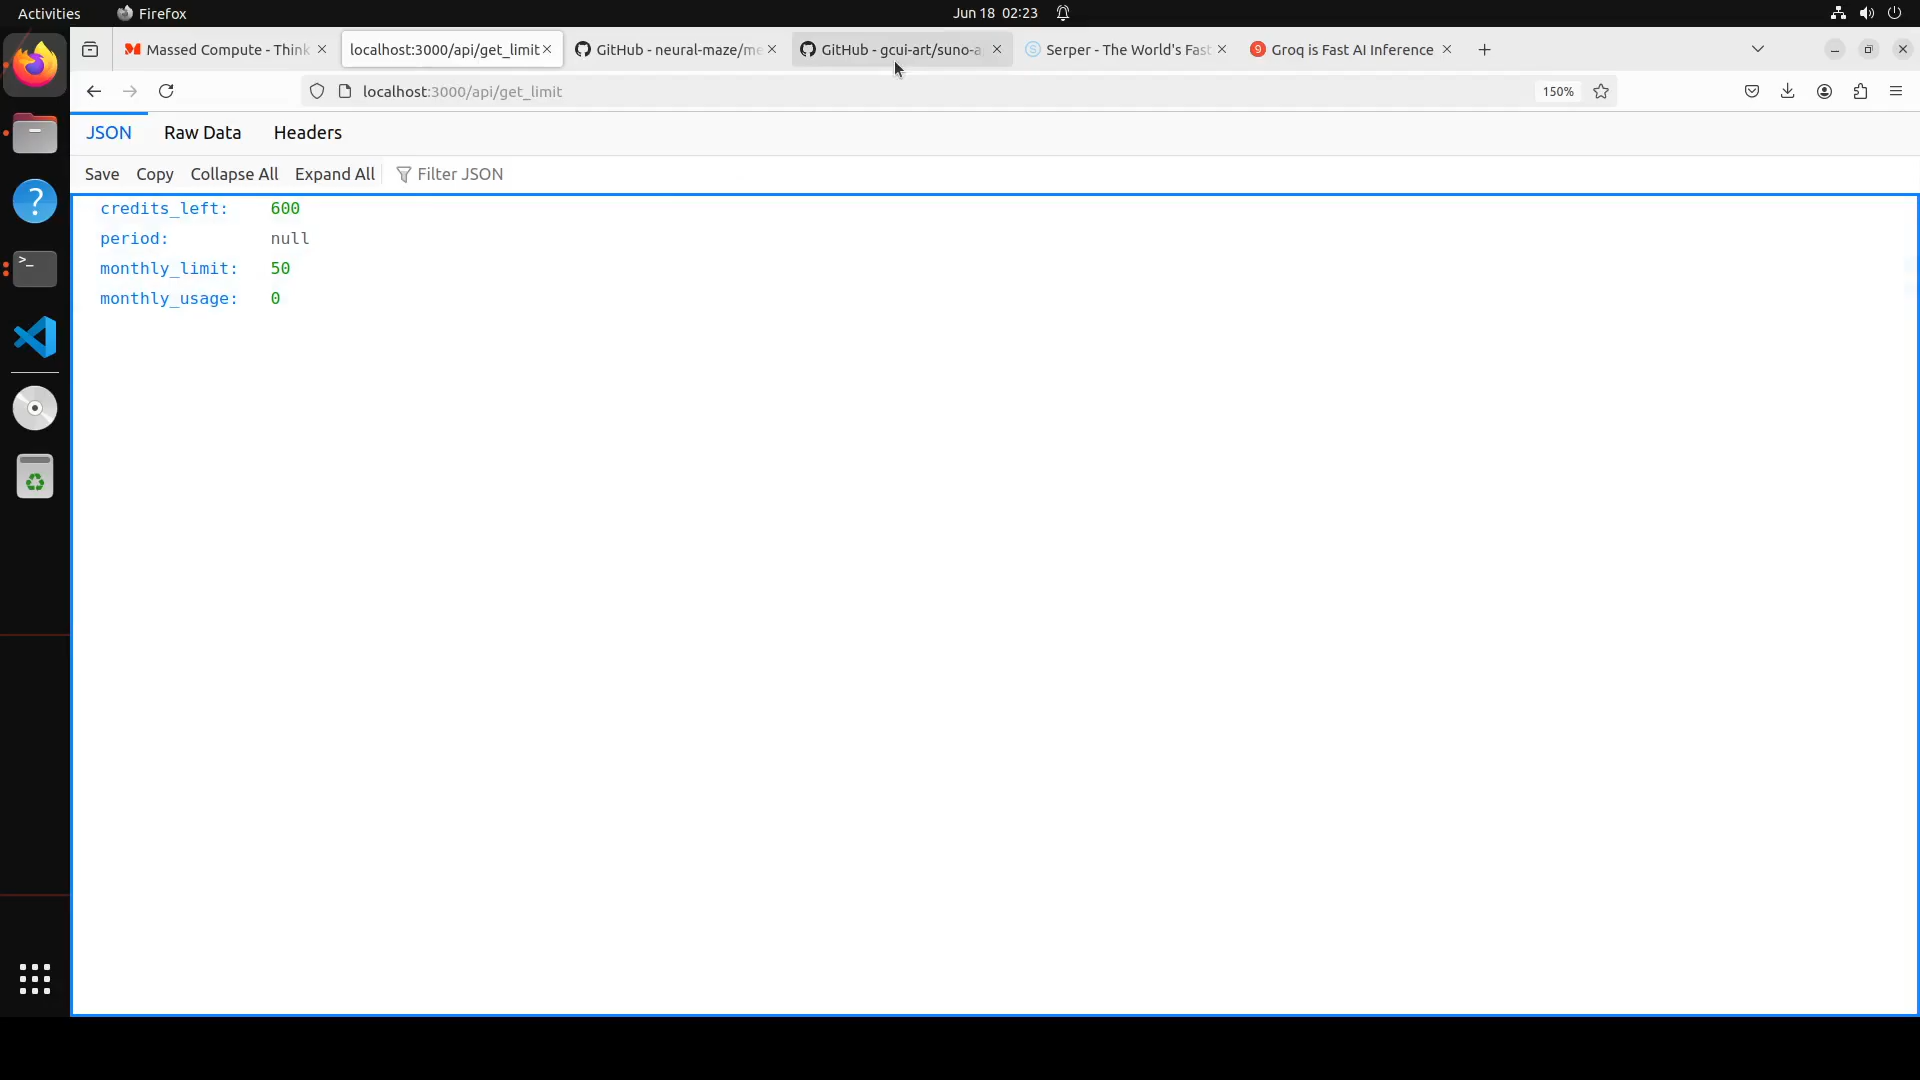 Activities Firefox Jun 18 02:23
Massed Compute - Think localhost:3000/api/get_limit GitHub - neural-maze/me GitHub - gcui-art/suno-a Serper - The World's Fast Groq is Fast AI Inference
localhost:3000/api/get_limit 150%
JSON Raw Data Headers
Save Copy Collapse All Expand All Filter JSON
credits_left: 600
period: null
monthly_limit: 50
monthly_usage: 0